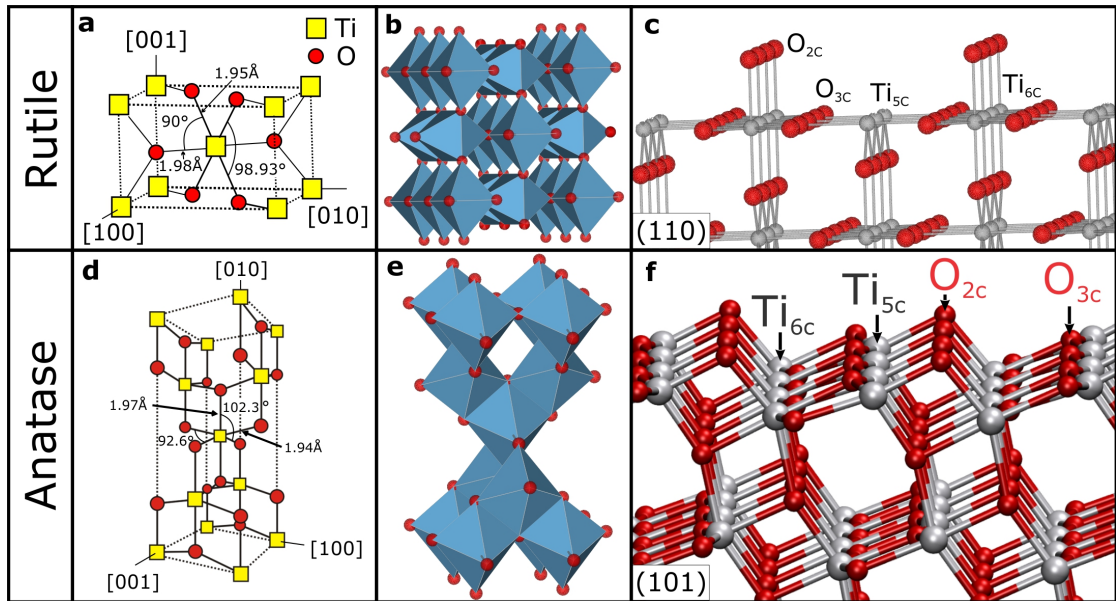 Rutile
a
Ti
O
[001]
1.95Å
90°
1.98Å
98.93°
[100]
[010]
b
c
O2c
O3c
Ti5c
Ti6c
(110)
Anatase
d
[010]
1.97Å
102.3°
92.6°
1.94Å
[100]
[001]
e
f
Ti6c
Ti5c
O2c
O3c
(101)